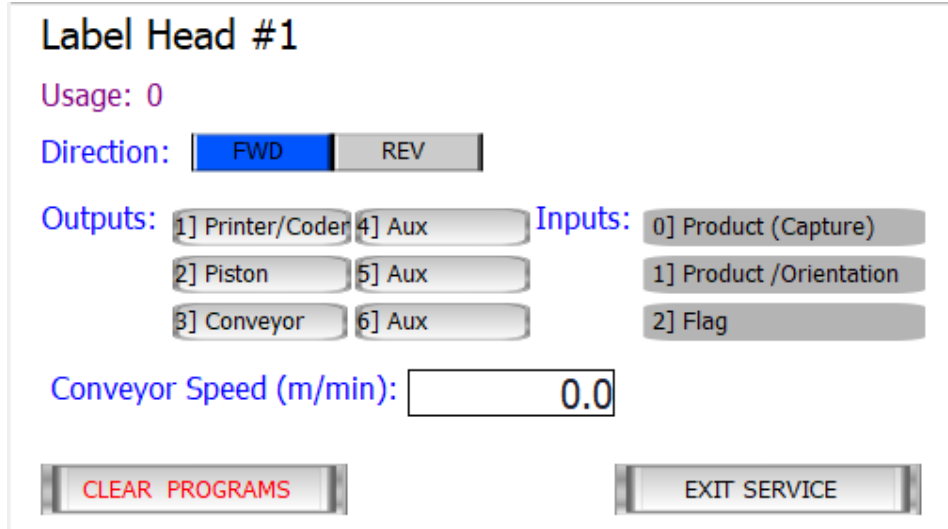 Label Head #1
Usage: 0
Direction: FWD REV
Outputs: 1] Printer/Coder 4] Aux Inputs: 0] Product (Capture)
2] Piston 5] Aux 1] Product /Orientation
3] Conveyor 6] Aux 2] Flag
Conveyor Speed (m/min): 0.0
CLEAR PROGRAMS EXIT SERVICE